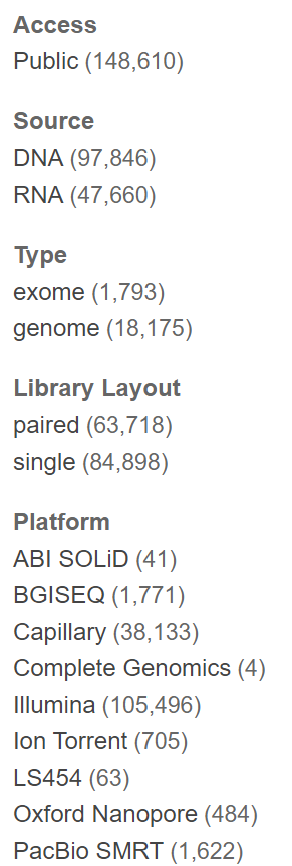 Access
Public (148,610)
Source
DNA (97,846)
RNA (47,660)
Type
exome (1,793)
genome (18,175)
Library Layout
paired (63,718)
single (84,898)
Platform
ABI SOLiD (41)
BGISEQ (1,771)
Capillary (38,133)
Complete Genomics (4)
Illumina (105,496)
Ion Torrent (705)
LS454 (63)
Oxford Nanopore (484)
PacBio SMRT (1,622)